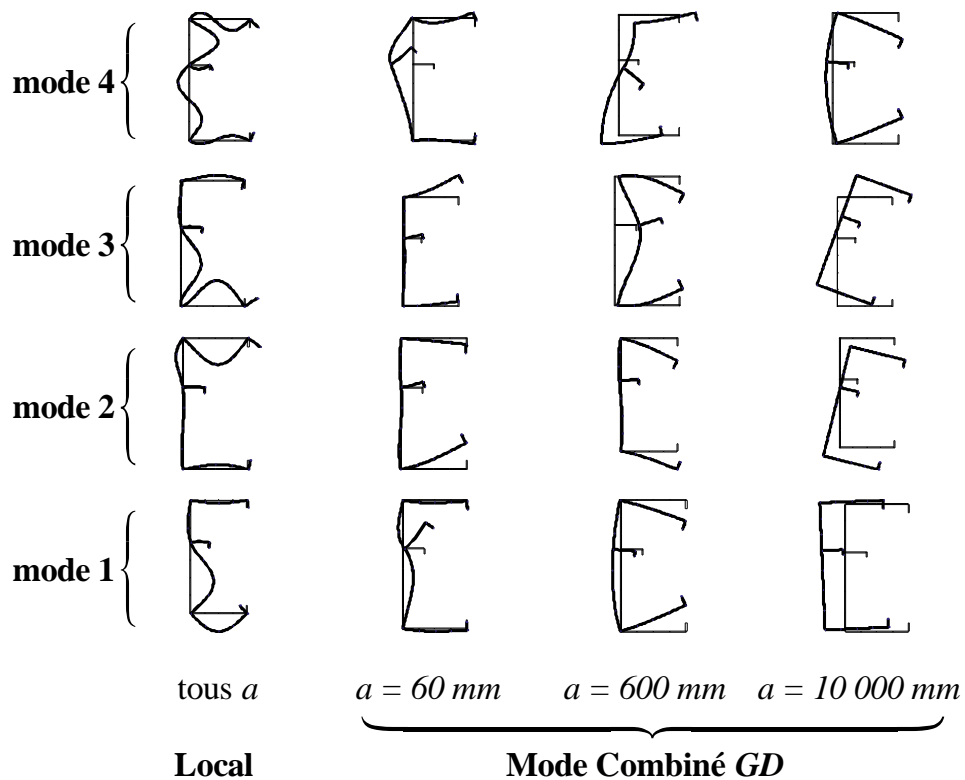 mode 4
mode 3
mode 2
mode 1
tous a a = 60 mm a = 600 mm a = 10 000 mm
Local Mode Combiné GD